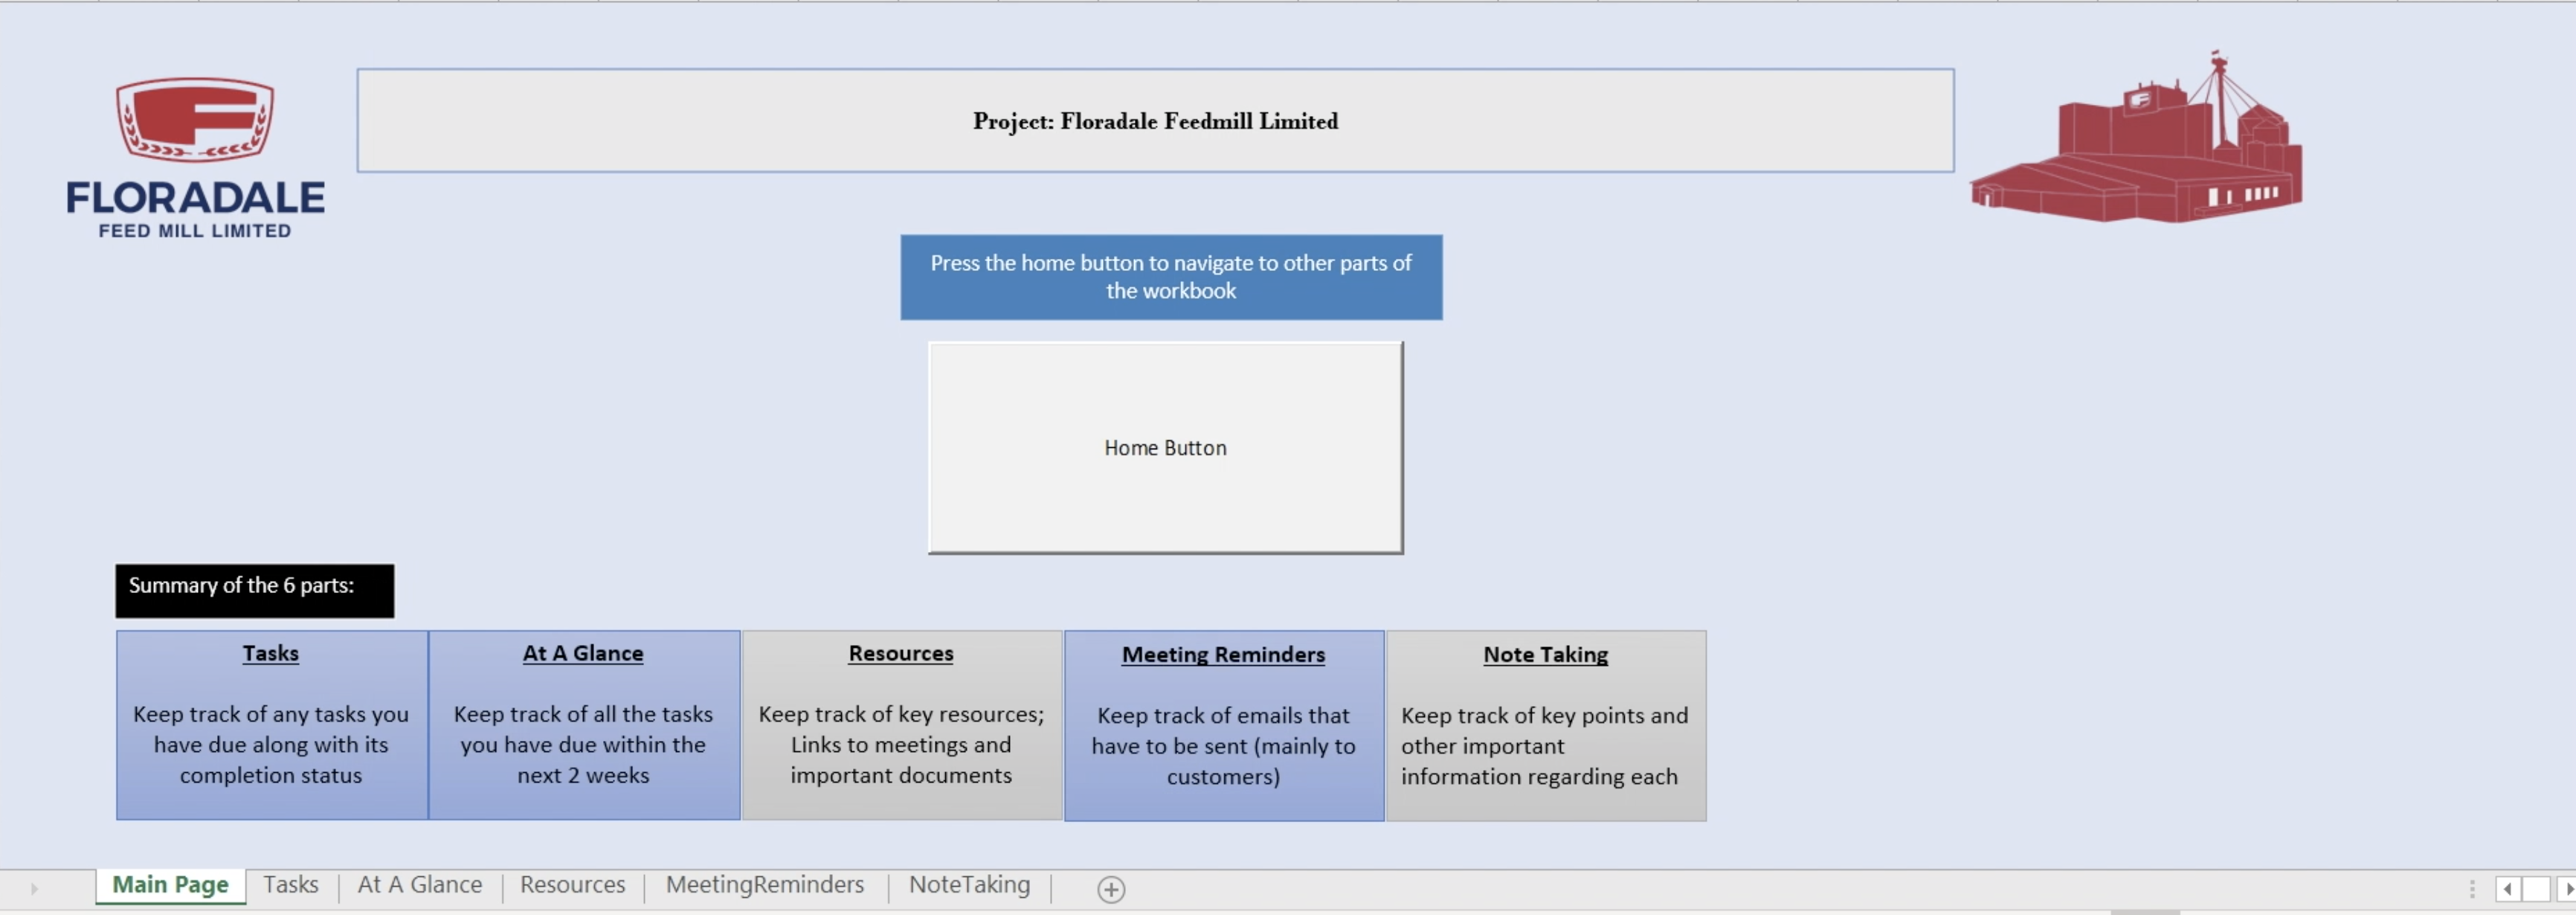 Project: Floradale Feedmill Limited
FLORADALE
FEED MILL LIMITED
Press the home button to navigate to other parts of
the workbook
Home Button
Summary of the 6 parts:
Tasks
Keep track of any tasks you
have due along with its
completion status
At A Glance
Keep track of all the tasks
you have due within the
next 2 weeks
Resources
Keep track of key resources;
Links to meetings and
important documents
Meeting Reminders
Keep track of emails that
have to be sent (mainly to
customers)
Note Taking
Keep track of key points and
other important
information regarding each
Main Page
Tasks
At A Glance
Resources
MeetingReminders
NoteTaking